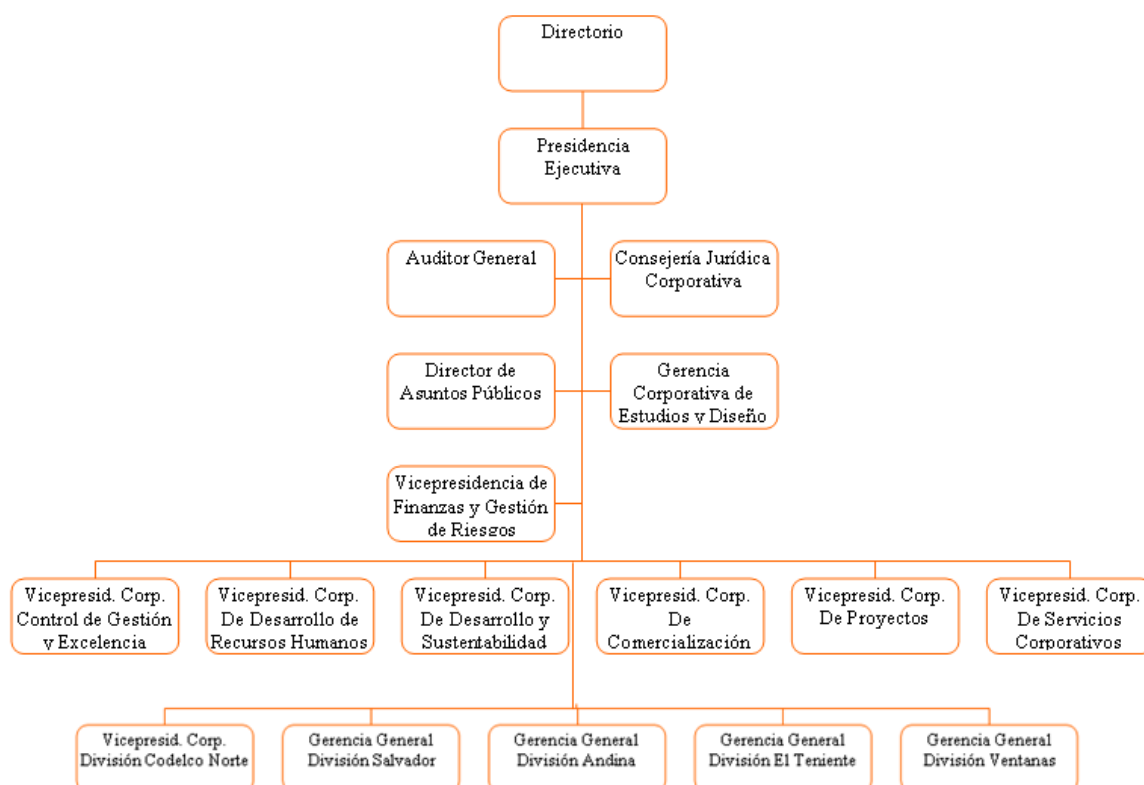 Directorio
Presidencia
Ejecutiva
Auditor General
Consejería Jurídica
Corporativa
Director de
Asuntos Públicos
Gerencia
Corporativa de
Estudios y Diseño
Vicepresidencia de
Finanzas y Gestión
de Riesgos
Vicepresid. Corp.
Control de Gestión
y Excelencia
Vicepresid. Corp.
De Desarrollo de
Recursos Humanos
Vicepresid. Corp.
De Desarrollo y
Sustentabilidad
Vicepresid. Corp.
De
Comercialización
Vicepresid. Corp.
De Proyectos
Vicepresid. Corp.
De Servicios
Corporativos
Vicepresid. Corp.
División Codelco Norte
Gerencia General
División Salvador
Gerencia General
División Andina
Gerencia General
División El Teniente
Gerencia General
División Ventanas